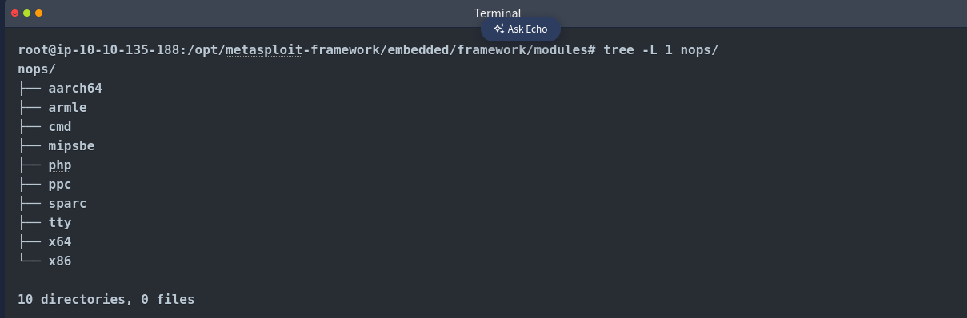 Terminal
Ask Echo
root@ip-10-10-135-188:/opt/metasploit-framework/embedded/framework/modules# tree -L 1 nops/
nops/
├── aarch64
├── armle
├── cmd
├── mipsbe
├── php
├── ppc
├── sparc
├── tty
├── x64
└── x86
10 directories, 0 files